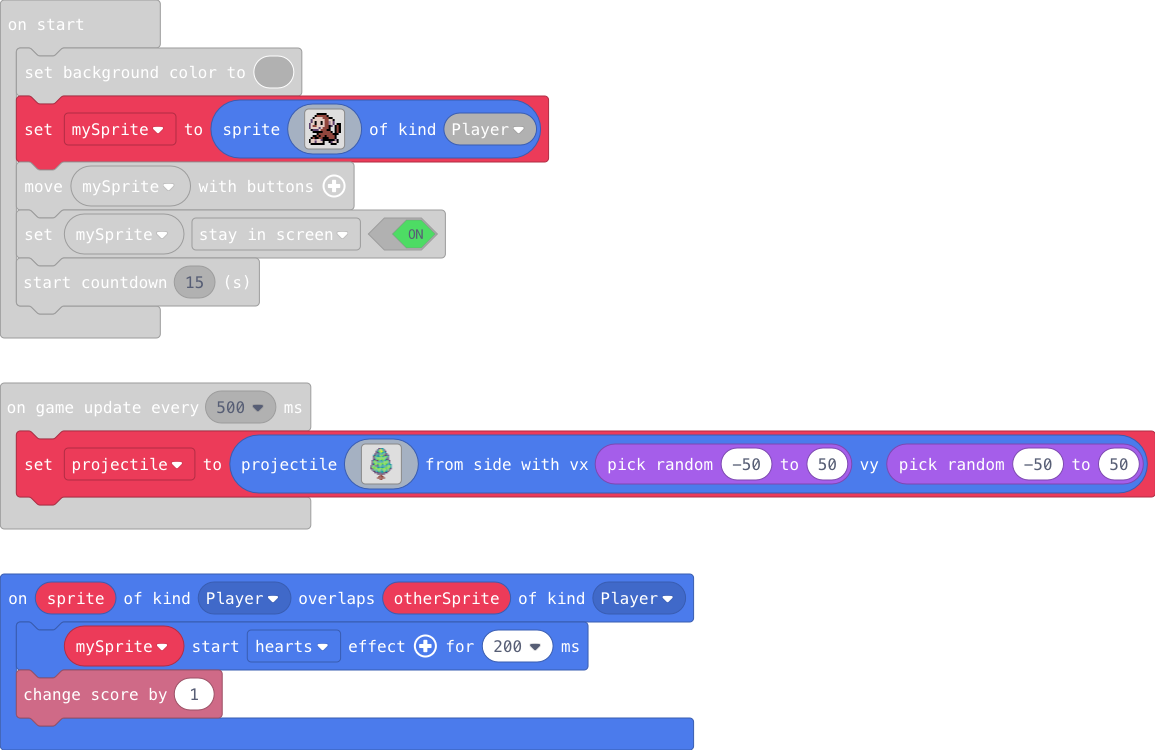 on start
set background color to
set mySprite to sprite of kind Player
move mySprite with buttons
set mySprite stay in screen ON
start countdown 15 (s)
on game update every 500 ms
set projectile to projectile from side with vx pick random -50 to 50 vy pick random -50 to 50
on sprite of kind Player overlaps otherSprite of kind Player
mySprite start hearts effect for 200 ms
change score by 1